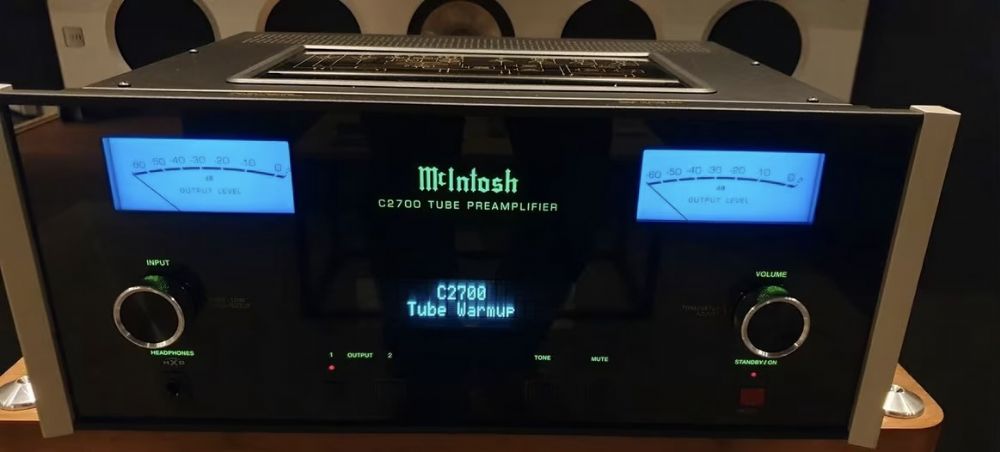 60 50 -40 -30 -20 -10 0
dB
OUTPUT LEVEL
McIntosh
C2700 TUBE PREAMPLIFIER
-60 -50 -40 -30 -20 -10 0
dB
OUTPUT LEVEL
INPUT
VOLUME
C2700
Tube Warmup
HEADPHONES
HXD
1 OUTPUT 2
TONE
MUTE
STANDBY/ON